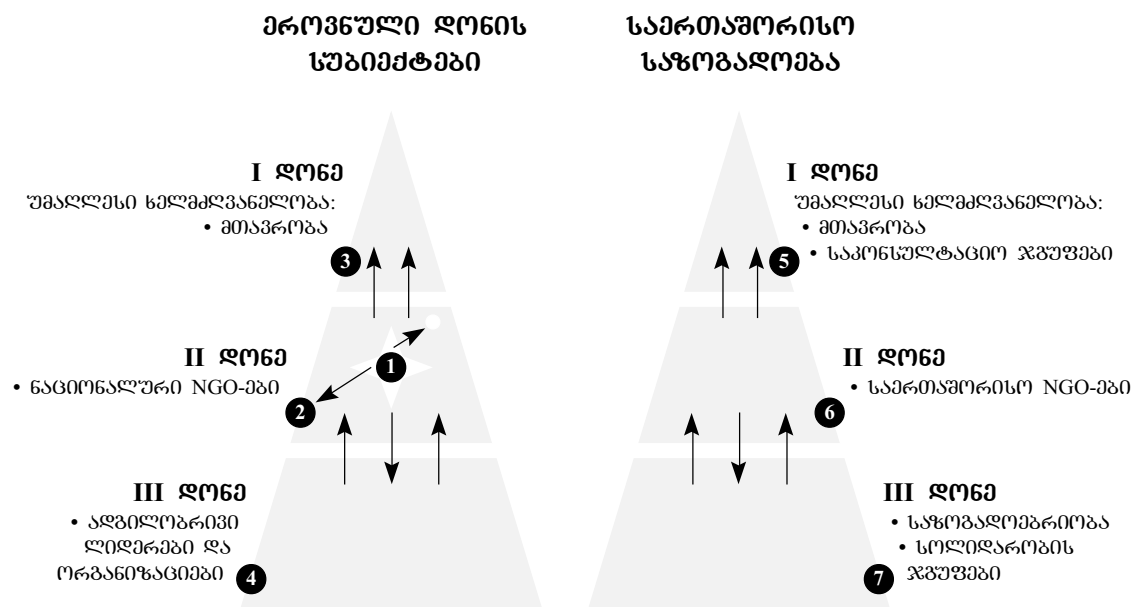 ეროვნული დონის
სუბიექტები
I დონე
უმაღლესი ხელმძღვანელობა:
• მთავრობა
3
II დონე
• ნაციონალური NGO-ები
1
2
III დონე
• ადგილობრივი
ლიდერები და
ორგანიზაციები
4
საერთაშორისო
საზოგადოება
I დონე
უმაღლესი ხელმძღვანელობა:
• მთავრობა
• საკონსულტაციო ჯგუფები
5
II დონე
• საერთაშორისო NGO-ები
6
III დონე
• საზოგადოებრიობა
• სოლიდარობის
ჯგუფები
7